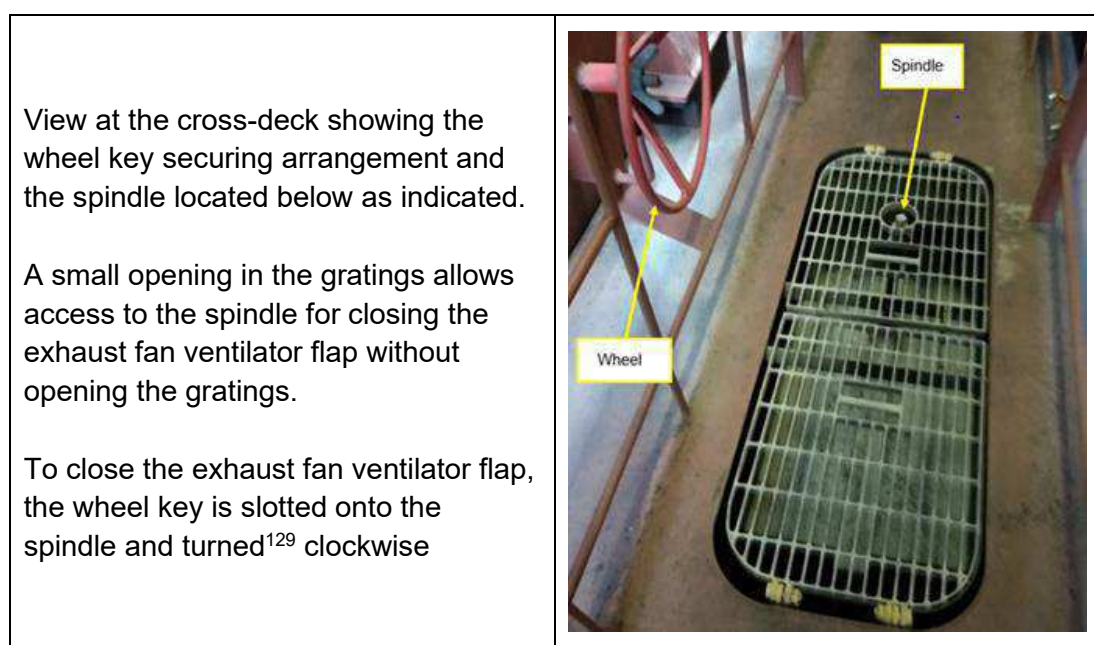 View at the cross-deck showing the
wheel key securing arrangement and
the spindle located below as indicated.
A small opening in the gratings allows
access to the spindle for closing the
exhaust fan ventilator flap without
opening the gratings.
To close the exhaust fan ventilator flap,
the wheel key is slotted onto the
spindle and turned¹²⁹ clockwise
Spindle
Wheel